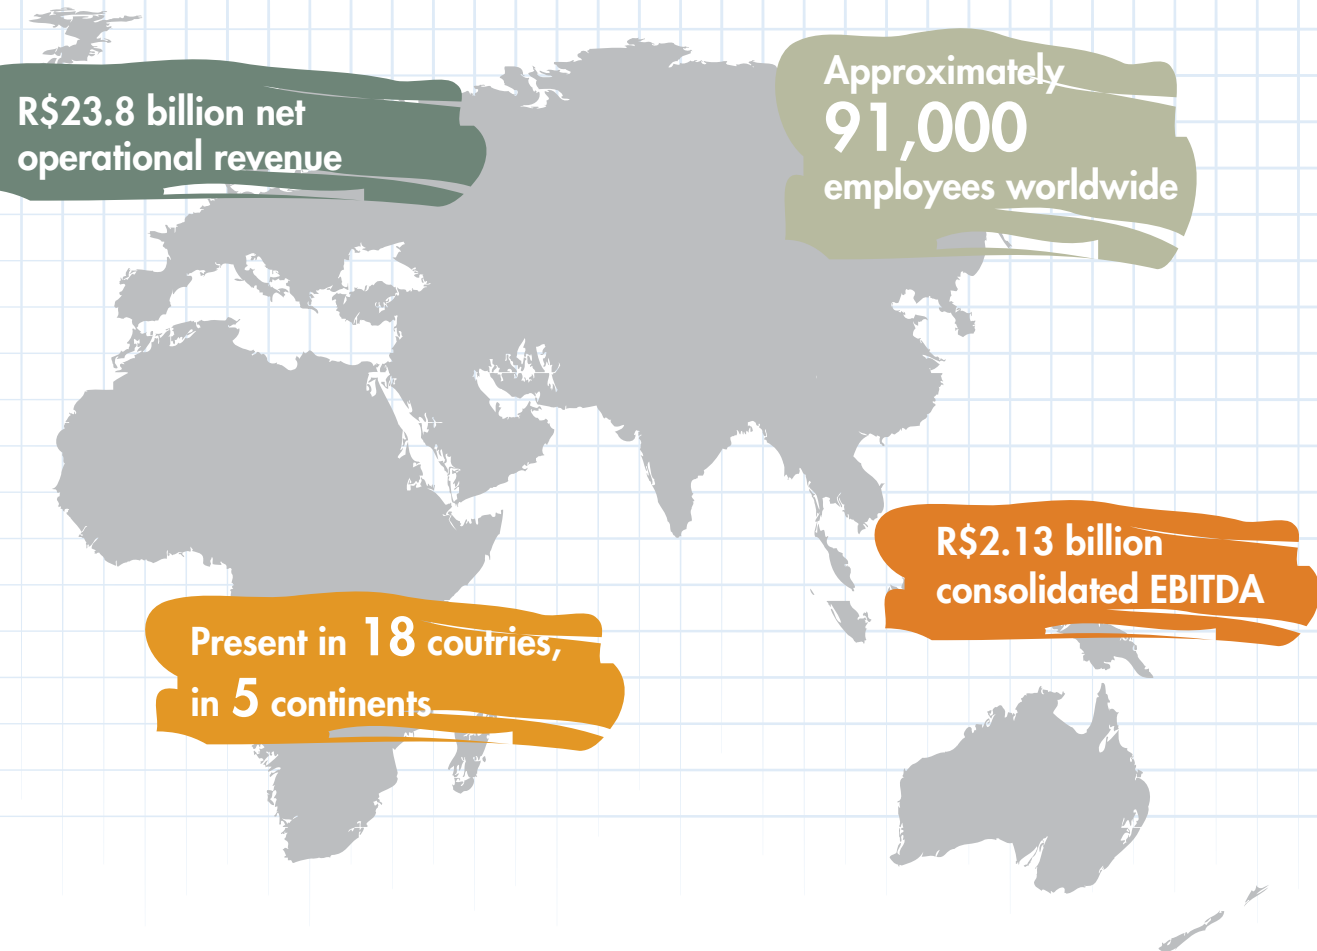 R$23.8 billion net
operational revenue
Approximately
91,000
employees worldwide
R$2.13 billion
consolidated EBITDA
Present in 18 coutries,
in 5 continents